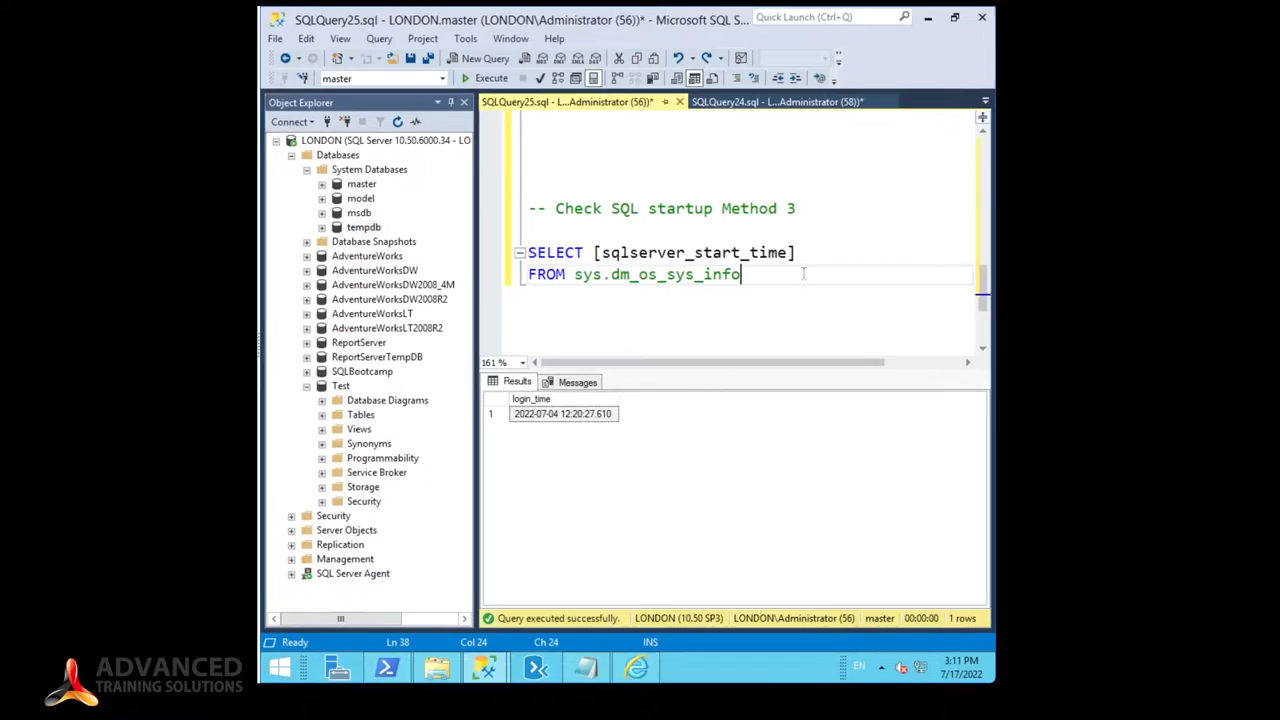 SQLQuery25.sql - LONDON.master (LONDON\Administrator (56))* - Microsoft SQL S...
Quick Launch (Ctrl+Q)
File Edit View Query Project Tools Window Help
New Query
master
Execute
Object Explorer
SQLQuery25.sql - L...Administrator (56))*
SQLQuery24.sql - L...Administrator (58))*
Connect
LONDON (SQL Server 10.50.6000.34 - LO
Databases
System Databases
master
model
msdb
tempdb
Database Snapshots
AdventureWorks
AdventureWorksDW
AdventureWorksDW2008_4M
AdventureWorksDW2008R2
AdventureWorksLT
AdventureWorksLT2008R2
ReportServer
ReportServerTempDB
SQLBootcamp
Test
Database Diagrams
Tables
Views
Synonyms
Programmability
Service Broker
Storage
Security
Security
Server Objects
Replication
Management
SQL Server Agent
-- Check SQL startup Method 3
SELECT [sqlserver_start_time]
FROM sys.dm_os_sys_info
161 %
Results Messages
login_time
1 2022-07-04 12:20:27.610
Query executed successfully. LONDON (10.50 SP3) LONDON\Administrator (56) master 00:00:00 1 rows
Ready Ln 38 Col 24 Ch 24 INS
EN
3:11 PM
7/17/2022
ADVANCED
TRAINING SOLUTIONS